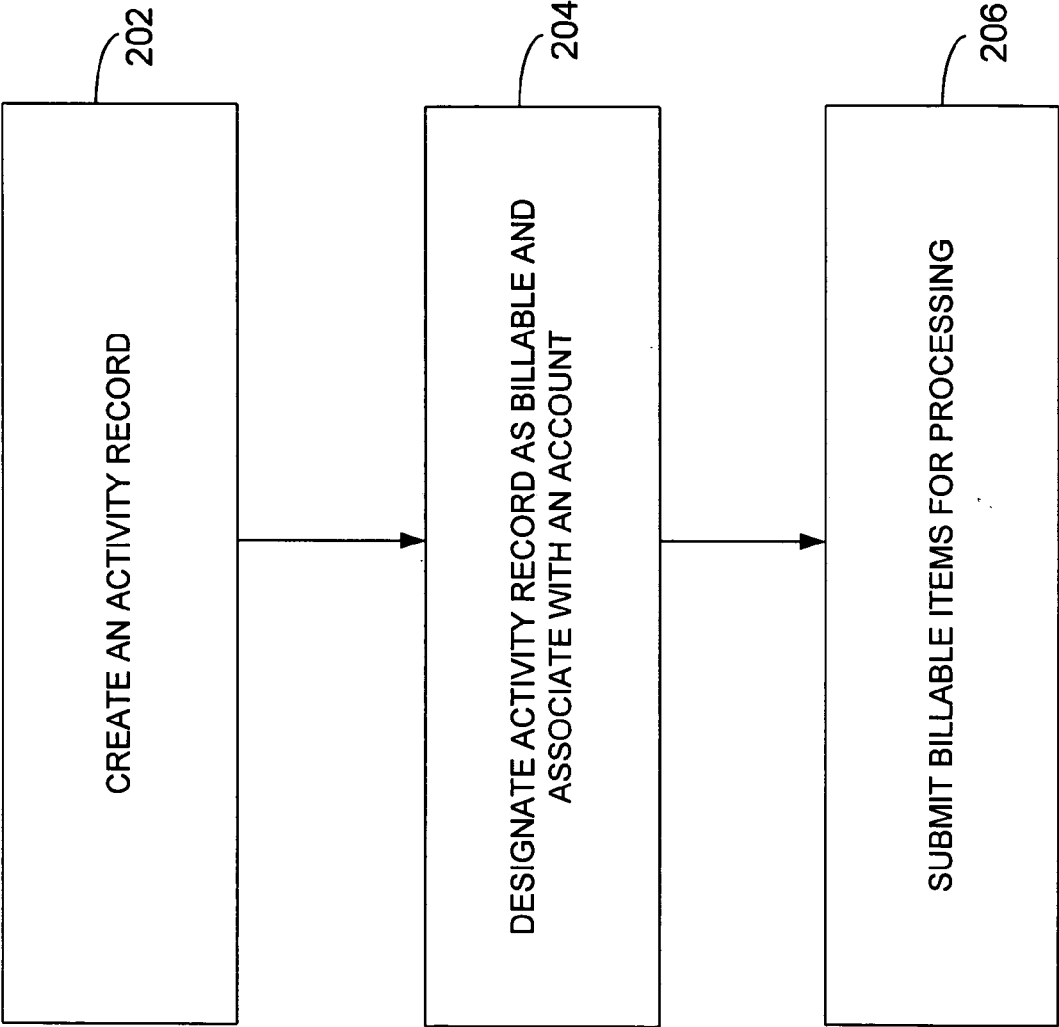 202
CREATE AN ACTIVITY RECORD
204
DESIGNATE ACTIVITY RECORD AS BILLABLE AND
ASSOCIATE WITH AN ACCOUNT
206
SUBMIT BILLABLE ITEMS FOR PROCESSING